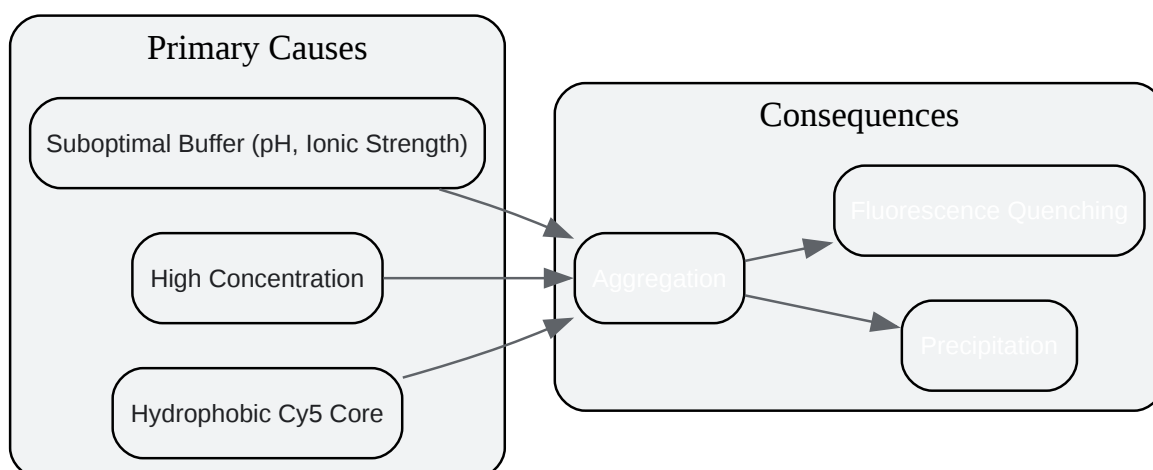 Primary Causes
Suboptimal Buffer (pH, Ionic Strength)
High Concentration
Hydrophobic Cy5 Core
Consequences
Aggregation
Fluorescence Quenching
Precipitation